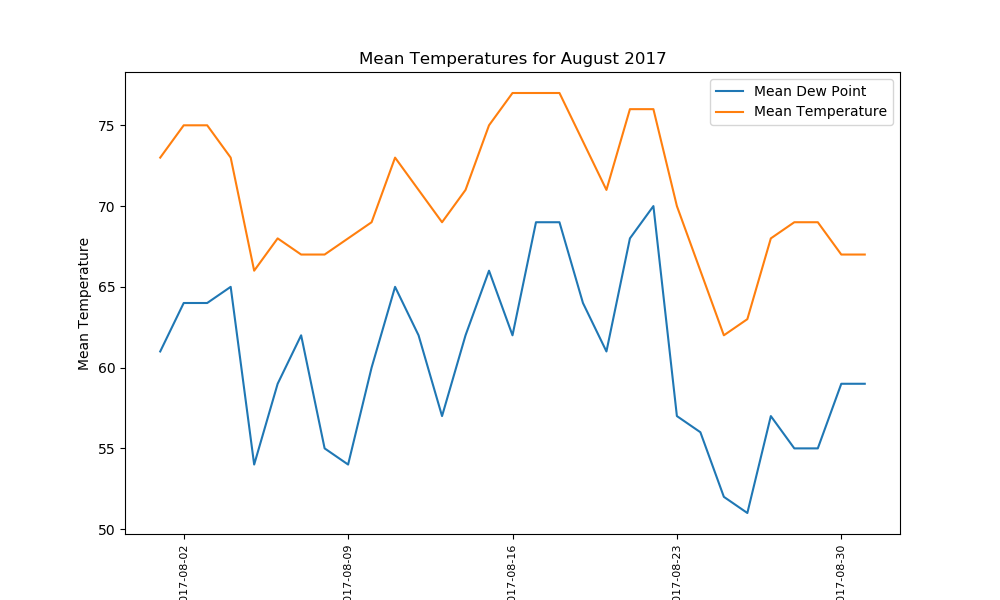 Mean Temperatures for August 2017
Mean Dew Point
Mean Temperature
Mean Temperature
75
70
65
60
55
50
017-08-02
017-08-09
017-08-16
017-08-23
017-08-30